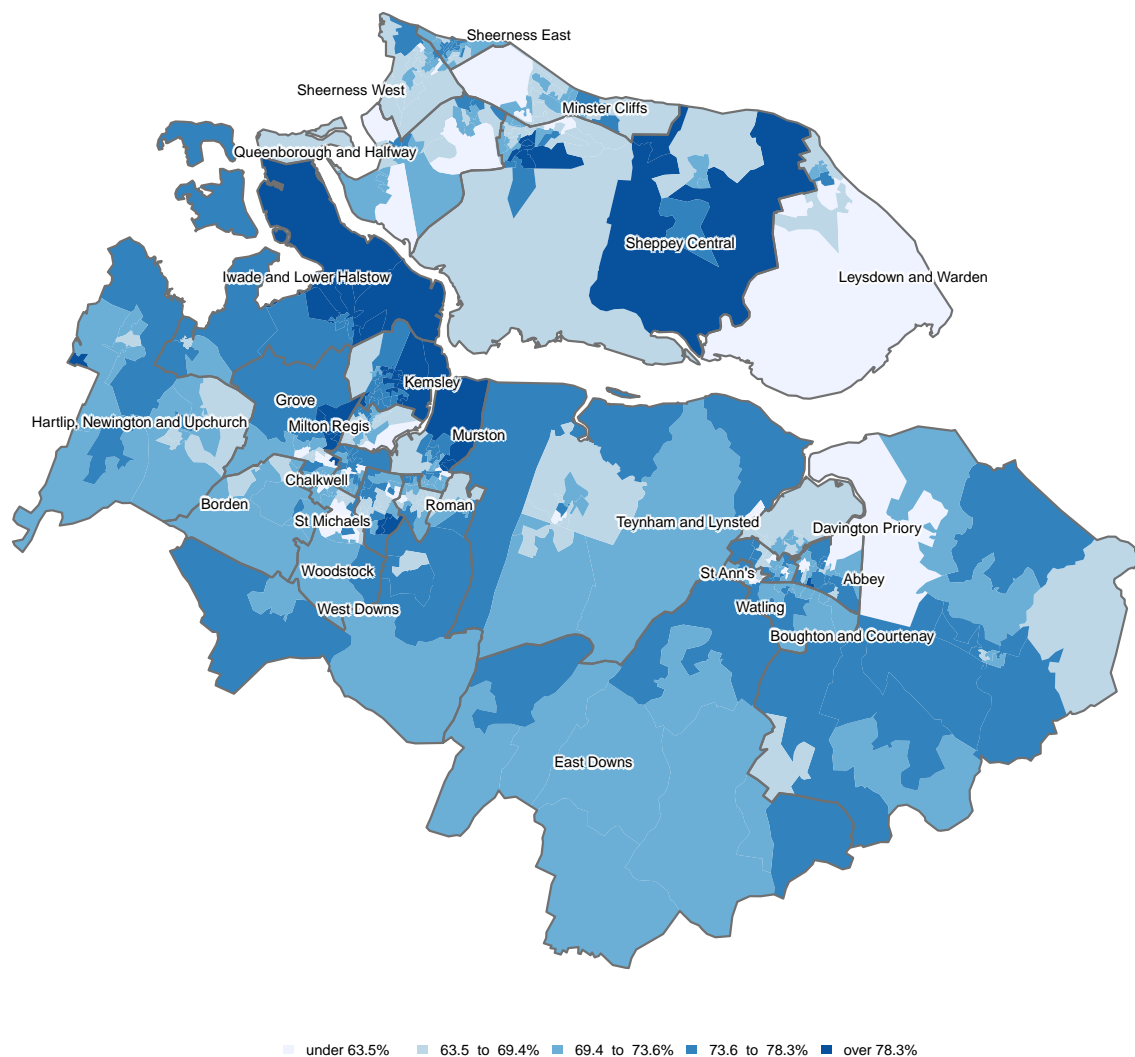 Sheerness East
Sheerness West
Minster Cliffs
Queenborough and Halfway
Sheppey Central
Iwade and Lower Halstow
Leysdown and Warden
Kemsley
Grove
Hartlip, Newington and Upchurch
Milton Regis
Murston
Chalkwell
Borden
Roman
St Michaels
Teynham and Lynsted
Davington Priory
Woodstock
St Ann's
Abbey
West Downs
Watling
Boughton and Courtenay
East Downs
under 63.5% 63.5 to 69.4% 69.4 to 73.6% 73.6 to 78.3% over 78.3%